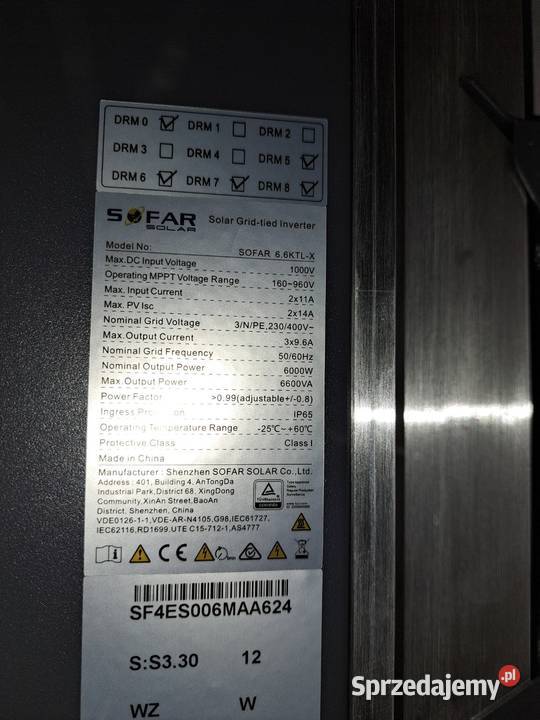 DRM 0 DRM 1 DRM 2
DRM 3 DRM 4 DRM 5
DRM 6 DRM 7 DRM 8
SOFAR SOLAR Solar Grid-tied Inverter
Model No: SOFAR 6.6KTL-X
Max.DC Input Voltage 1000V
Operating MPPT Voltage Range 160~960V
Max. Input Current 2x11A
Max. PV Isc 2x14A
Nominal Grid Voltage 3/N/PE,230/400V~
Max.Output Current 3x9.6A
Nominal Grid Frequency 50/60Hz
Nominal Output Power 6000W
Max.Output Power 6600VA
Power Factor >0.99(adjustable+/-0.8)
Ingress Protection IP65
Operating Temperature Range -25℃~+60℃
Protective Class Class I
Made in China
Manufacturer : Shenzhen SOFAR SOLAR Co.,Ltd.
Address : 401, Building 4, AnTongDa
Industrial Park,District 68, XingDong
Community,XinAn Street,BaoAn
District, Shenzhen, China
VDE0126-1-1,VDE-AR-N4105,G98,IEC61727,
IEC62116,RD1699,UTE C15-712-1,AS4777
CE
SF4ES006MAA624
S:S3.30 12
WZ W
Sprzedajemy.pl